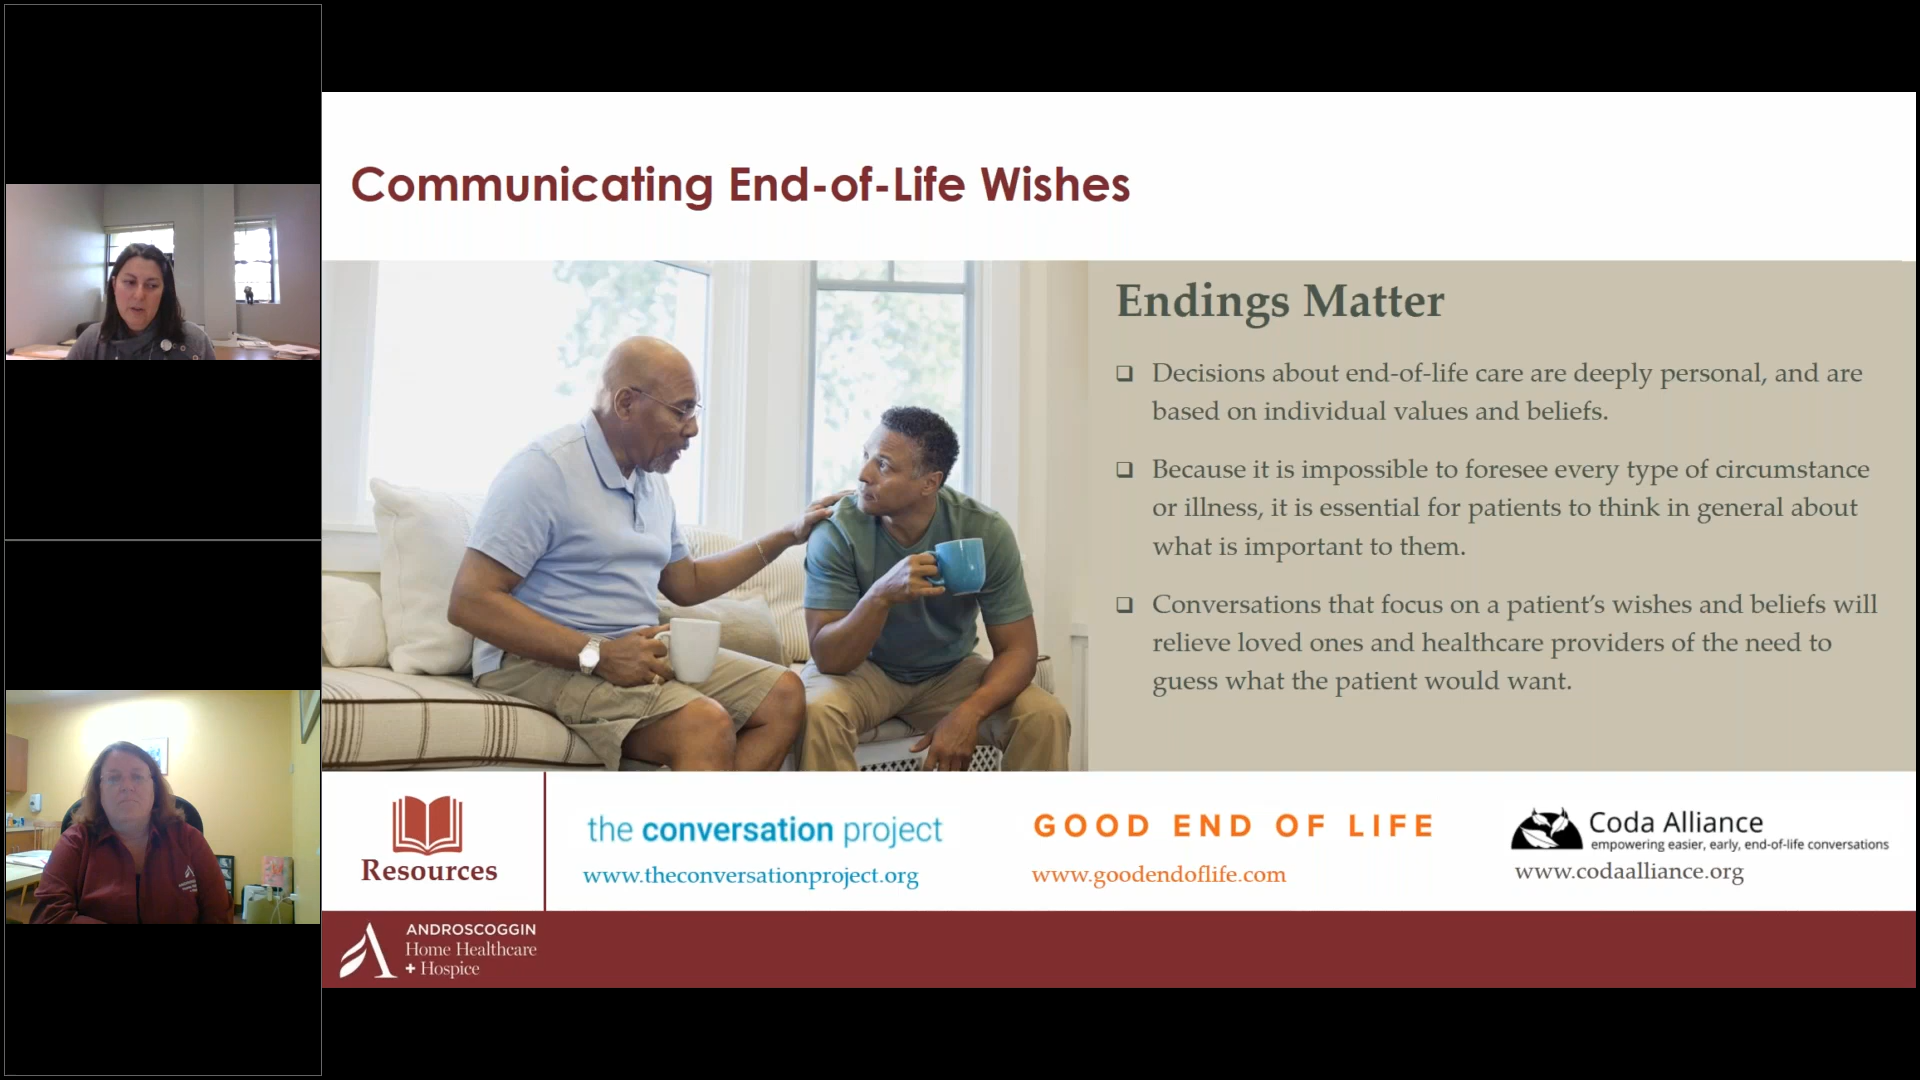 Communicating End-of-Life Wishes
Endings Matter
❑ Decisions about end-of-life care are deeply personal, and are
based on individual values and beliefs.
❑ Because it is impossible to foresee every type of circumstance
or illness, it is essential for patients to think in general about
what is important to them.
❑ Conversations that focus on a patient’s wishes and beliefs will
relieve loved ones and healthcare providers of the need to
guess what the patient would want.
Resources
the conversation project
www.theconversationproject.org
GOOD END OF LIFE
www.goodendoflife.com
Coda Alliance
empowering easier, early, end-of-life conversations
www.codaalliance.org
ANDROSCOGGIN
Home Healthcare
+ Hospice